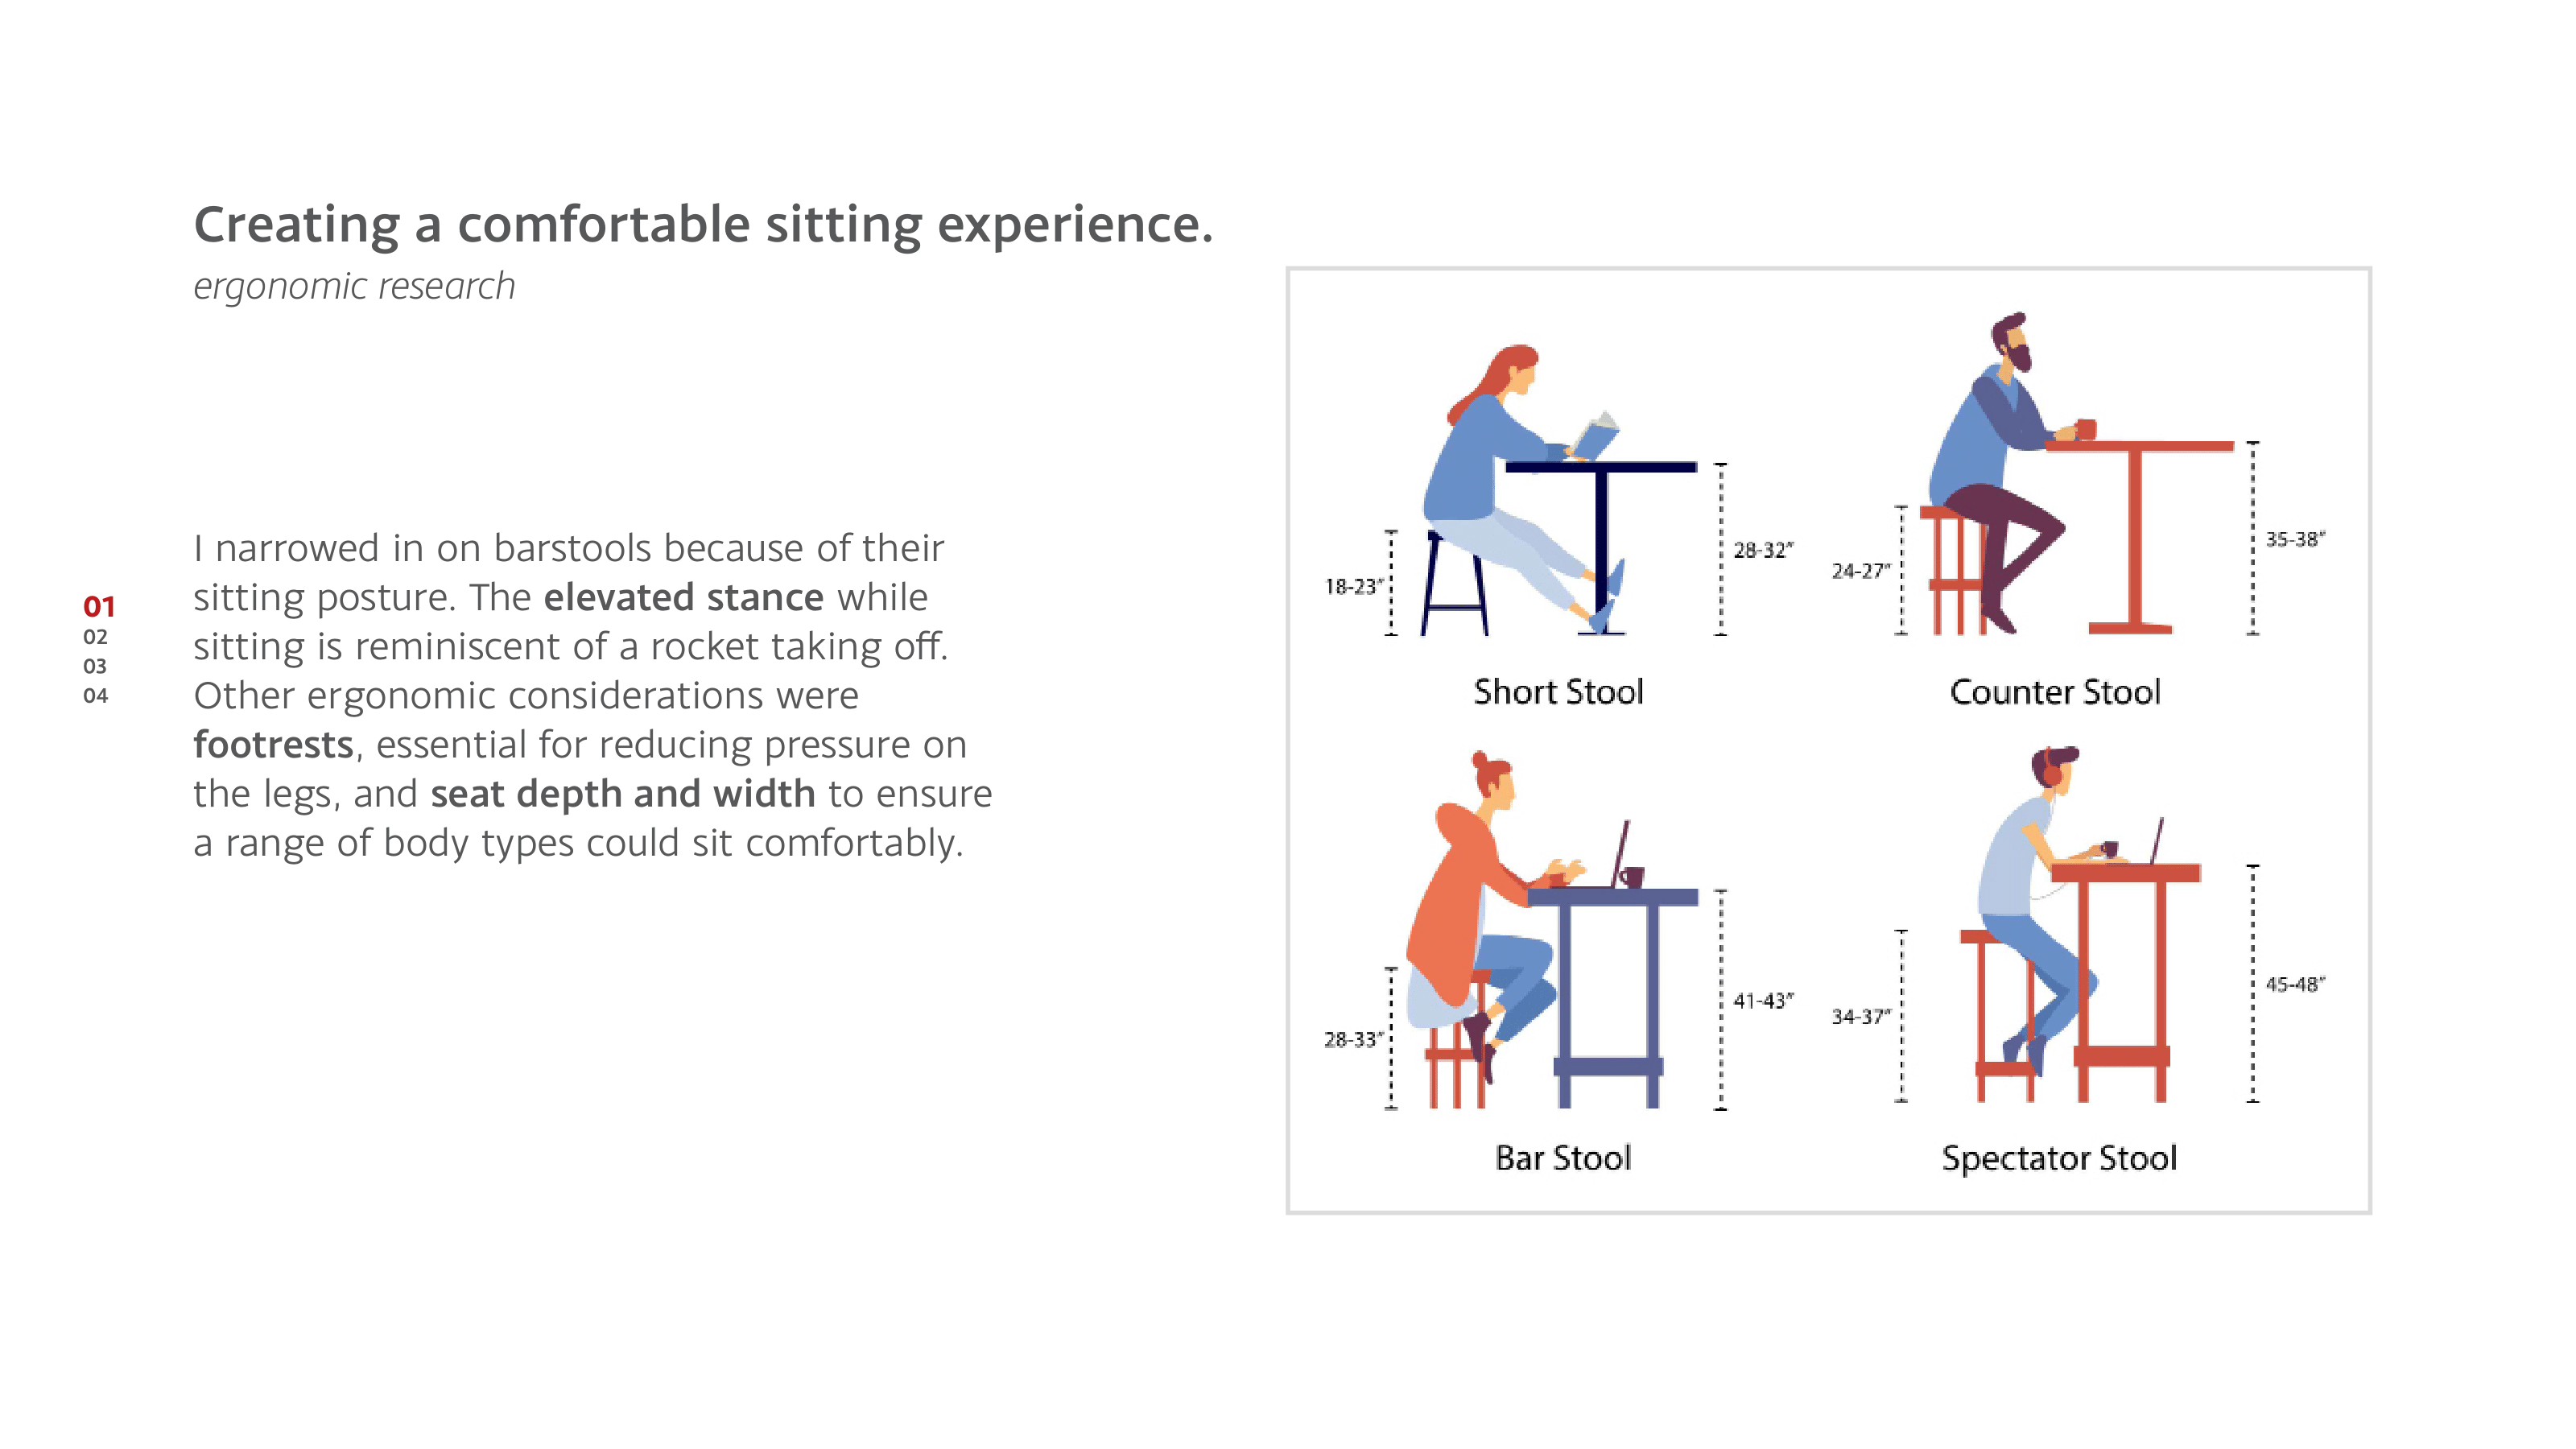 Creating a comfortable sitting experience.
ergonomic research
01
02
03
04
I narrowed in on barstools because of their
sitting posture. The elevated stance while
sitting is reminiscent of a rocket taking off.
Other ergonomic considerations were
footrests, essential for reducing pressure on
the legs, and seat depth and width to ensure
a range of body types could sit comfortably.
18-23"
28-32"
Short Stool
24-27"
35-38"
Counter Stool
28-33"
41-43"
Bar Stool
34-37"
45-48"
Spectator Stool